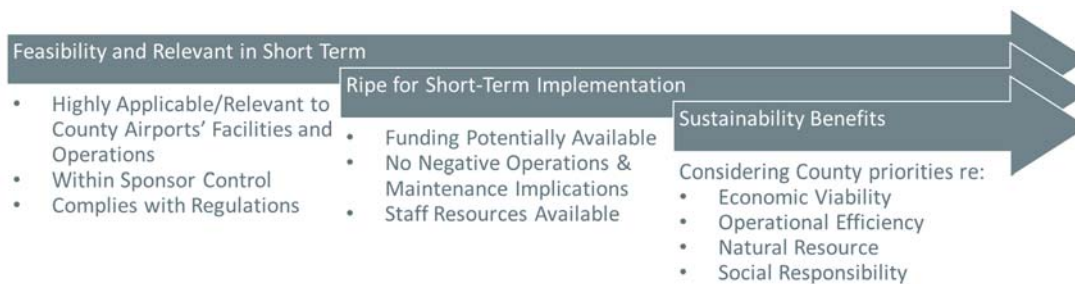 Feasibility and Relevant in Short Term
• Highly Applicable/Relevant to
County Airports' Facilities and
Operations
• Within Sponsor Control
• Complies with Regulations
Ripe for Short-Term Implementation
• Funding Potentially Available
• No Negative Operations &
Maintenance Implications
• Staff Resources Available
Sustainability Benefits
Considering County priorities re:
• Economic Viability
• Operational Efficiency
• Natural Resource
• Social Responsibility